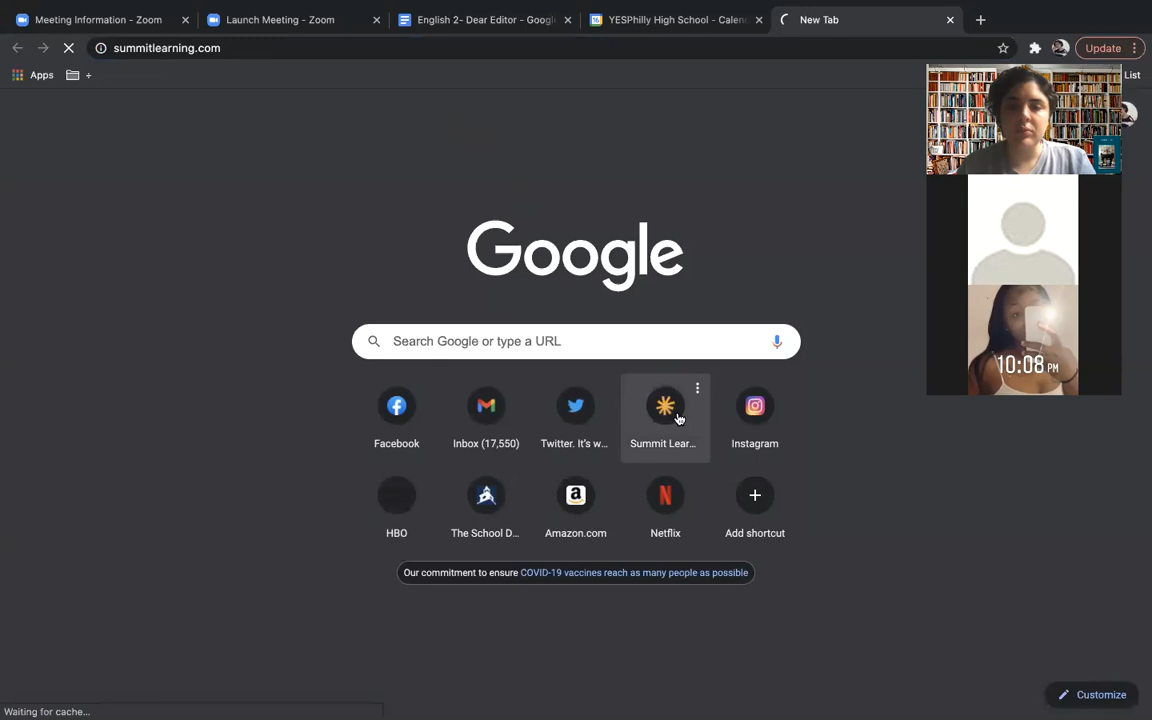 Meeting Information - Zoom
Launch Meeting - Zoom
English 2- Dear Editor - Googl
YESPhilly High School - Calen
New Tab
summitlearning.com
Update
Apps
+
List
Google
Search Google or type a URL
Facebook
Inbox (17,550)
Twitter. It's w...
Summit Lear...
Instagram
HBO
The School D...
Amazon.com
Netflix
Add shortcut
Our commitment to ensure COVID-19 vaccines reach as many people as possible
10:08 PM
Waiting for cache...
Customize